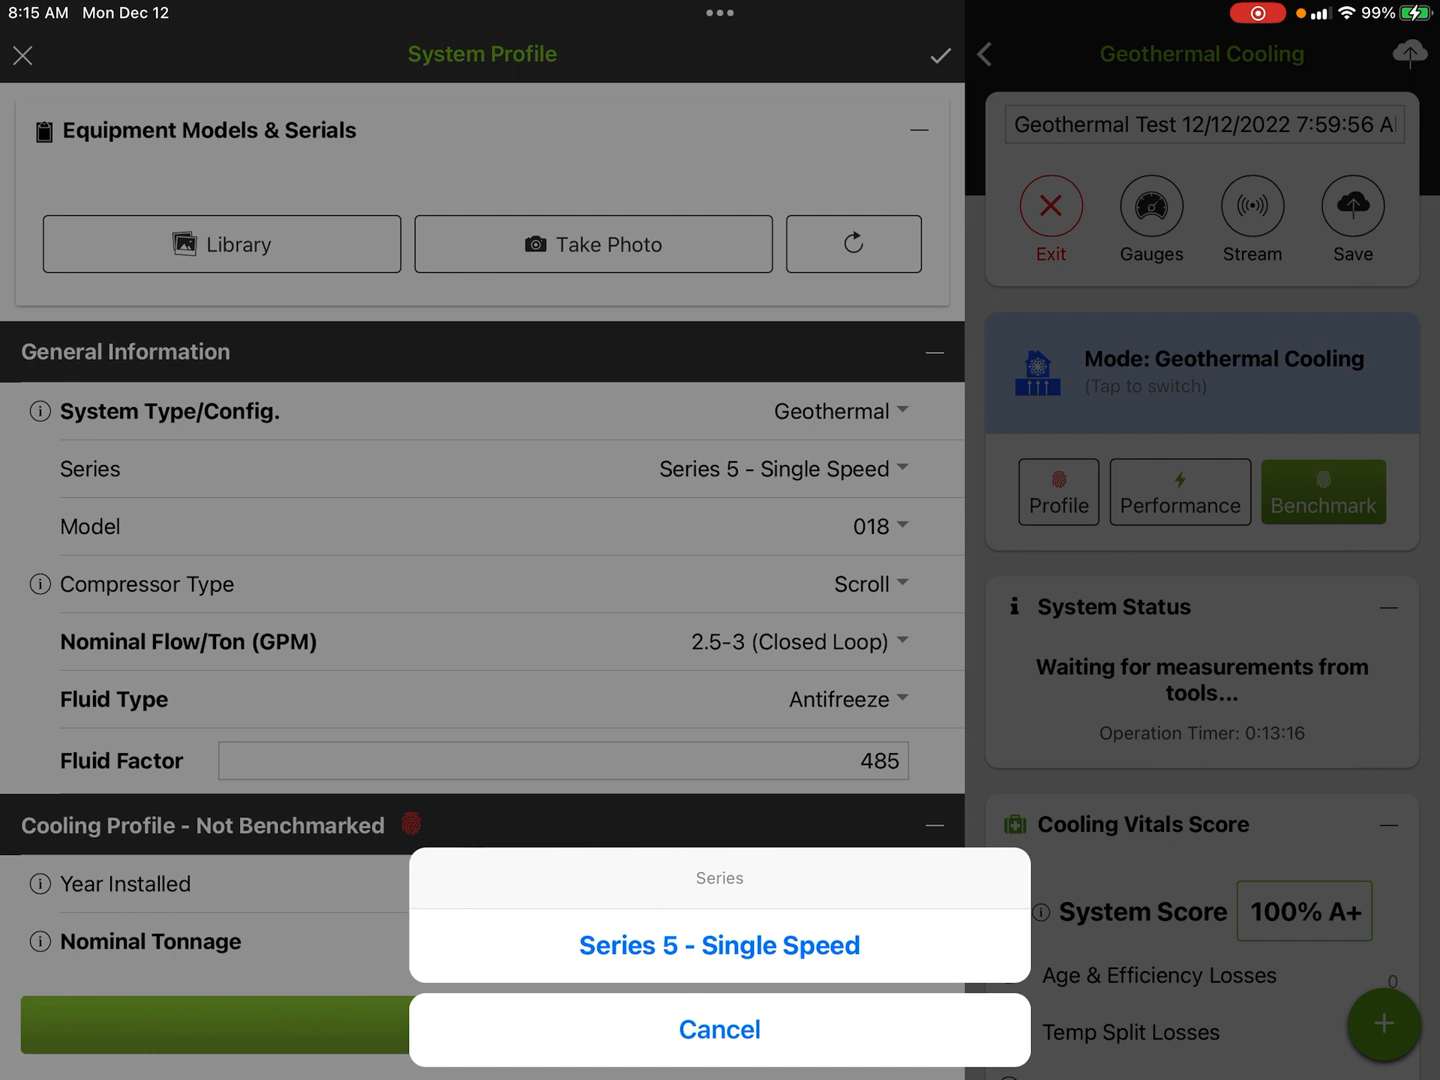 8:15 AM Mon Dec 12
99%
System Profile
Equipment Models & Serials
Library
Take Photo
General Information
System Type/Config.
Geothermal
Series
Series 5 - Single Speed
Model
018
Compressor Type
Scroll
Nominal Flow/Ton (GPM)
2.5-3 (Closed Loop)
Fluid Type
Antifreeze
Fluid Factor
485
Cooling Profile - Not Benchmarked
Year Installed
Nominal Tonnage
Series
Series 5 - Single Speed
Cancel
Geothermal Cooling
Geothermal Test 12/12/2022 7:59:56 A
Exit
Gauges
Stream
Save
Mode: Geothermal Cooling
(Tap to switch)
Profile
Performance
Benchmark
System Status
Waiting for measurements from
tools...
Operation Timer: 0:13:16
Cooling Vitals Score
System Score
100% A+
Age & Efficiency Losses
0
Temp Split Losses